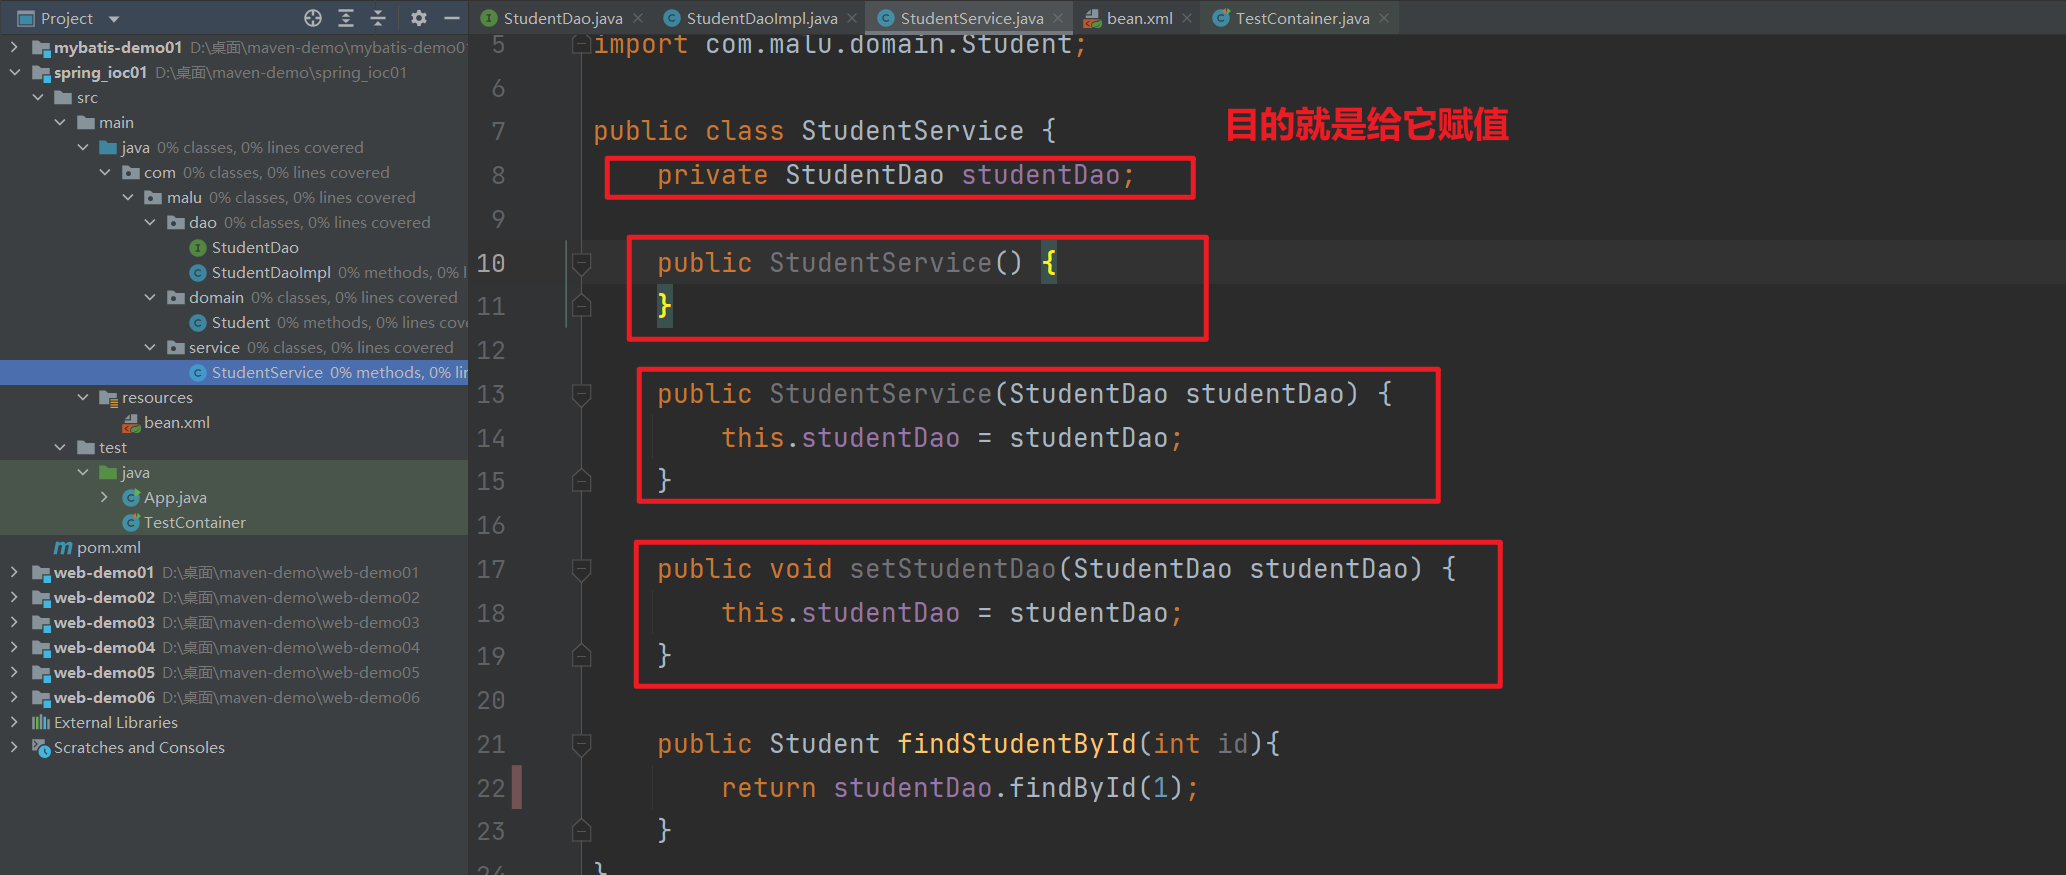 Project
StudentDao.java
StudentDaoImpl.java
StudentService.java
bean.xml
TestContainer.java
mybatis-demo01 D:\桌面\maven-demo\mybatis-demo01
spring_ioc01 D:\桌面\maven-demo\spring_ioc01
src
main
java 0% classes, 0% lines covered
com 0% classes, 0% lines covered
malu 0% classes, 0% lines covered
dao 0% classes, 0% lines covered
StudentDao
StudentDaoImpl 0% methods, 0% l
domain 0% classes, 0% lines covered
Student 0% methods, 0% lines cove
service 0% classes, 0% lines covered
StudentService 0% methods, 0% lin
resources
bean.xml
test
java
App.java
TestContainer
pom.xml
web-demo01 D:\桌面\maven-demo\web-demo01
web-demo02 D:\桌面\maven-demo\web-demo02
web-demo03 D:\桌面\maven-demo\web-demo03
web-demo04 D:\桌面\maven-demo\web-demo04
web-demo05 D:\桌面\maven-demo\web-demo05
web-demo06 D:\桌面\maven-demo\web-demo06
External Libraries
Scratches and Consoles
5 import com.malu.domain.Student;
6
7 public class StudentService {
目的就是给它赋值
8 private StudentDao studentDao;
9
10 public StudentService() {
11 }
12
13 public StudentService(StudentDao studentDao) {
14 this.studentDao = studentDao;
15 }
16
17 public void setStudentDao(StudentDao studentDao) {
18 this.studentDao = studentDao;
19 }
20
21 public Student findStudentById(int id){
22 return studentDao.findById(1);
23 }
24 }